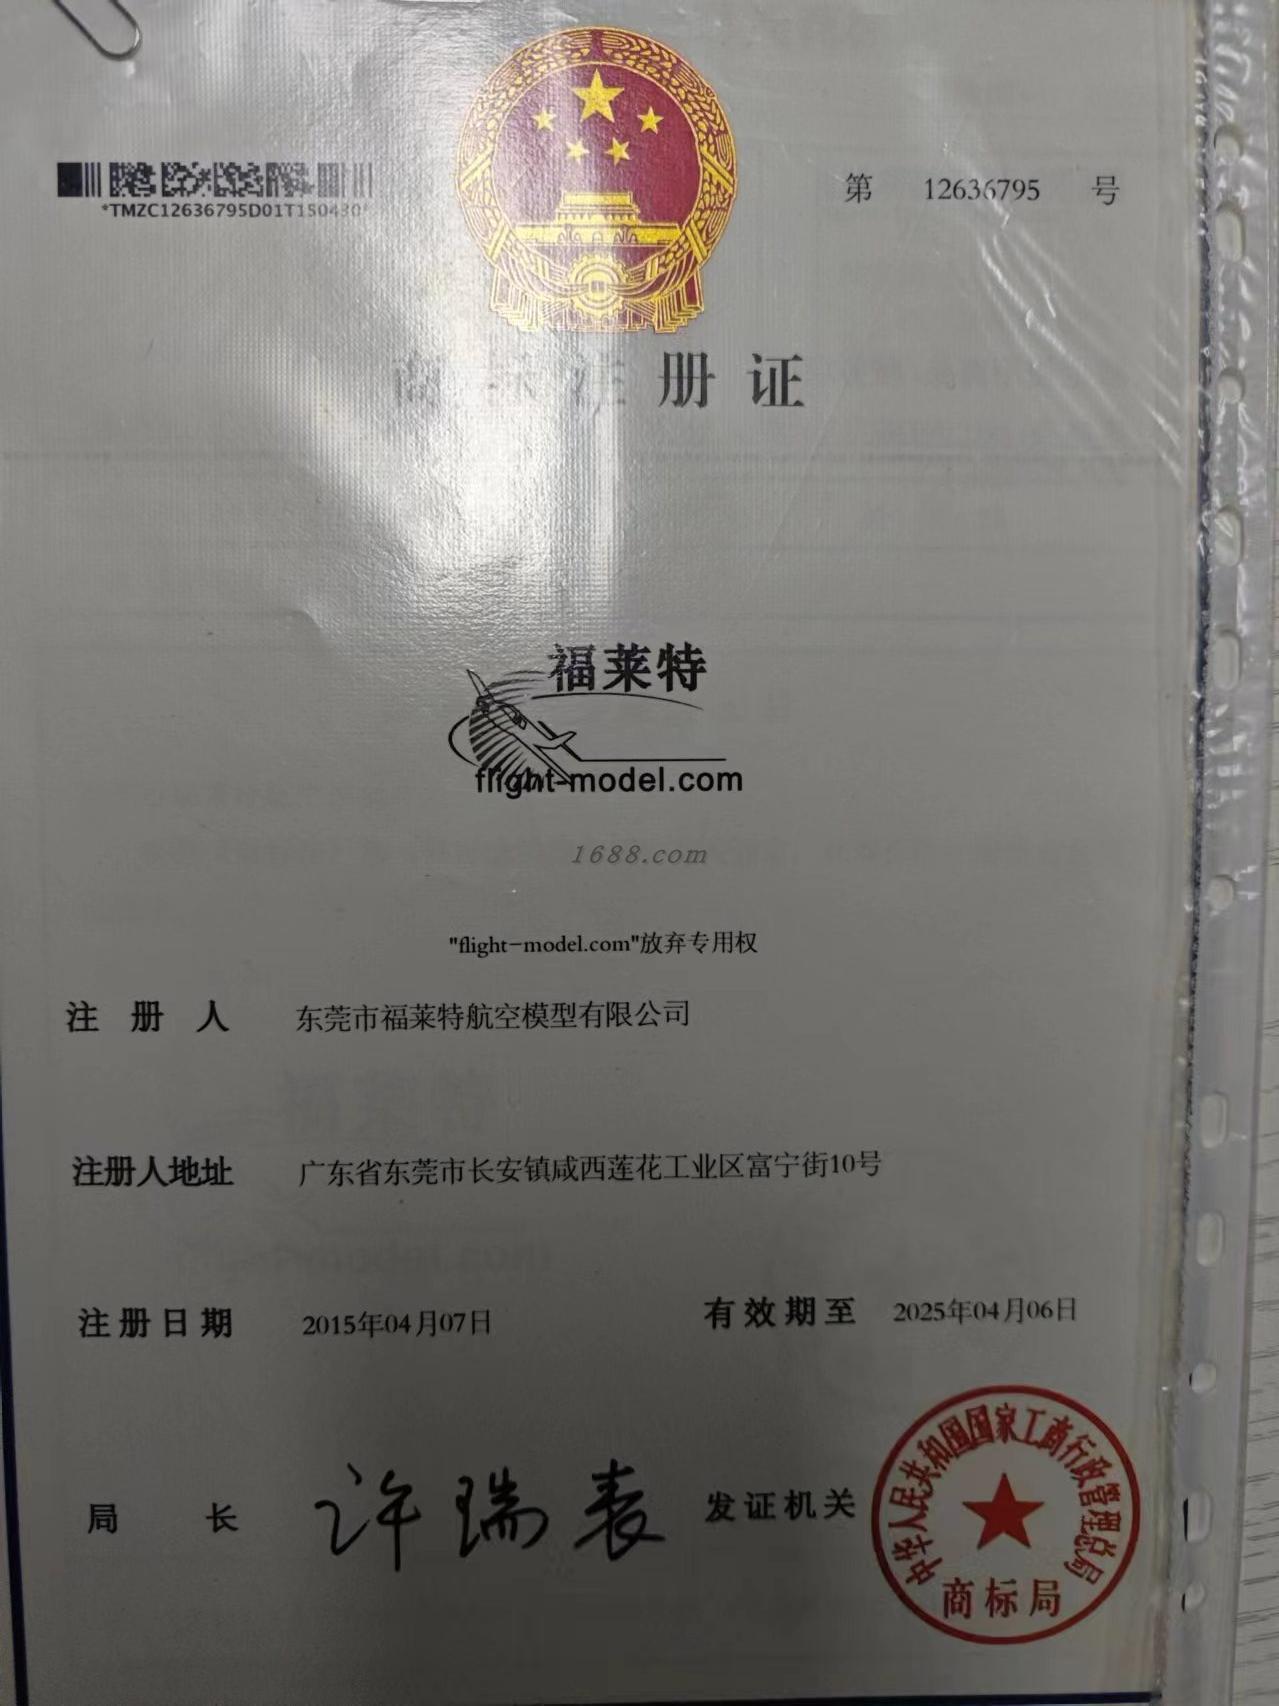 第 12636795 号
*TMZC12636795D01T150430*
商标注册证
福莱特
flight-model.com
1688.com
"flight-model.com"放弃专用权
注册人 东莞市福莱特航空模型有限公司
注册人地址 广东省东莞市长安镇咸西莲花工业区富宁街10号
注册日期 2015年04月07日 有效期至 2025年04月06日
局长 许瑞表 发证机关
中华人民共和国国家工商行政管理总局
商标局